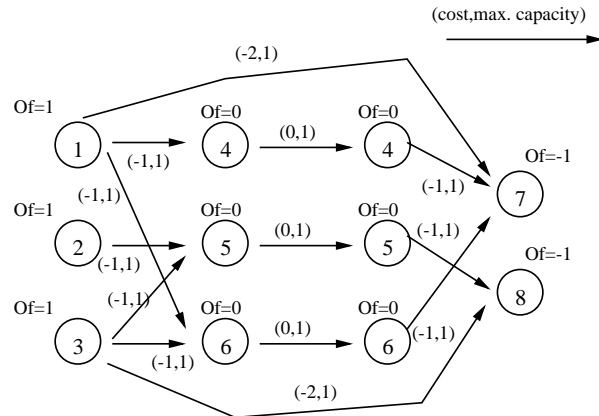 (cost,max. capacity)
(-2,1)
Of=1 Of=0 Of=0
1 4 (0,1) 4 Of=-1
(-1,1) (-1,1) 7
(-1,1)
Of=1 Of=0 Of=0
2 5 (0,1) 5 (-1,1) Of=-1
(-1,1)
8
(-1,1)
Of=1 Of=0 Of=0
3 6 (0,1) 6 (-1,1)
(-1,1)
(-2,1)